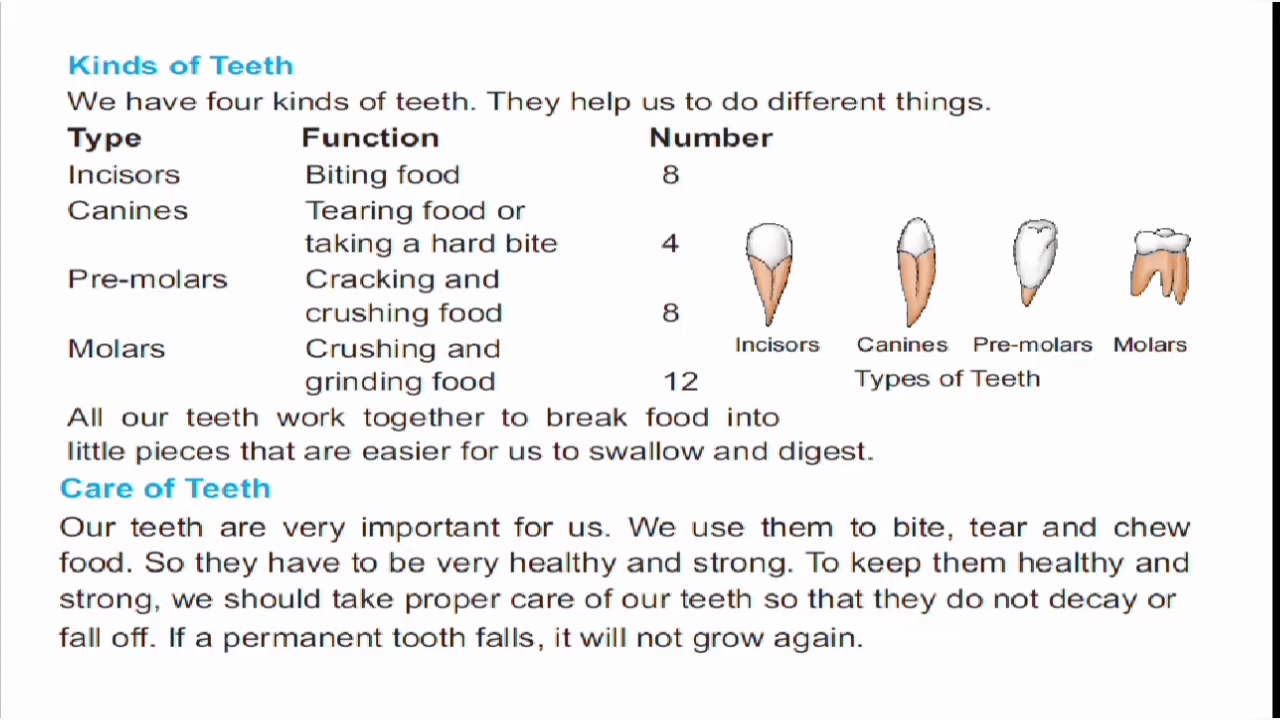 Kinds of Teeth
We have four kinds of teeth. They help us to do different things.
Type Function Number
Incisors Biting food 8
Canines Tearing food or
taking a hard bite 4
Pre-molars Cracking and
crushing food 8
Molars Crushing and
grinding food 12
Incisors Canines Pre-molars Molars
Types of Teeth
All our teeth work together to break food into
little pieces that are easier for us to swallow and digest.
Care of Teeth
Our teeth are very important for us. We use them to bite, tear and chew
food. So they have to be very healthy and strong. To keep them healthy and
strong, we should take proper care of our teeth so that they do not decay or
fall off. If a permanent tooth falls, it will not grow again.